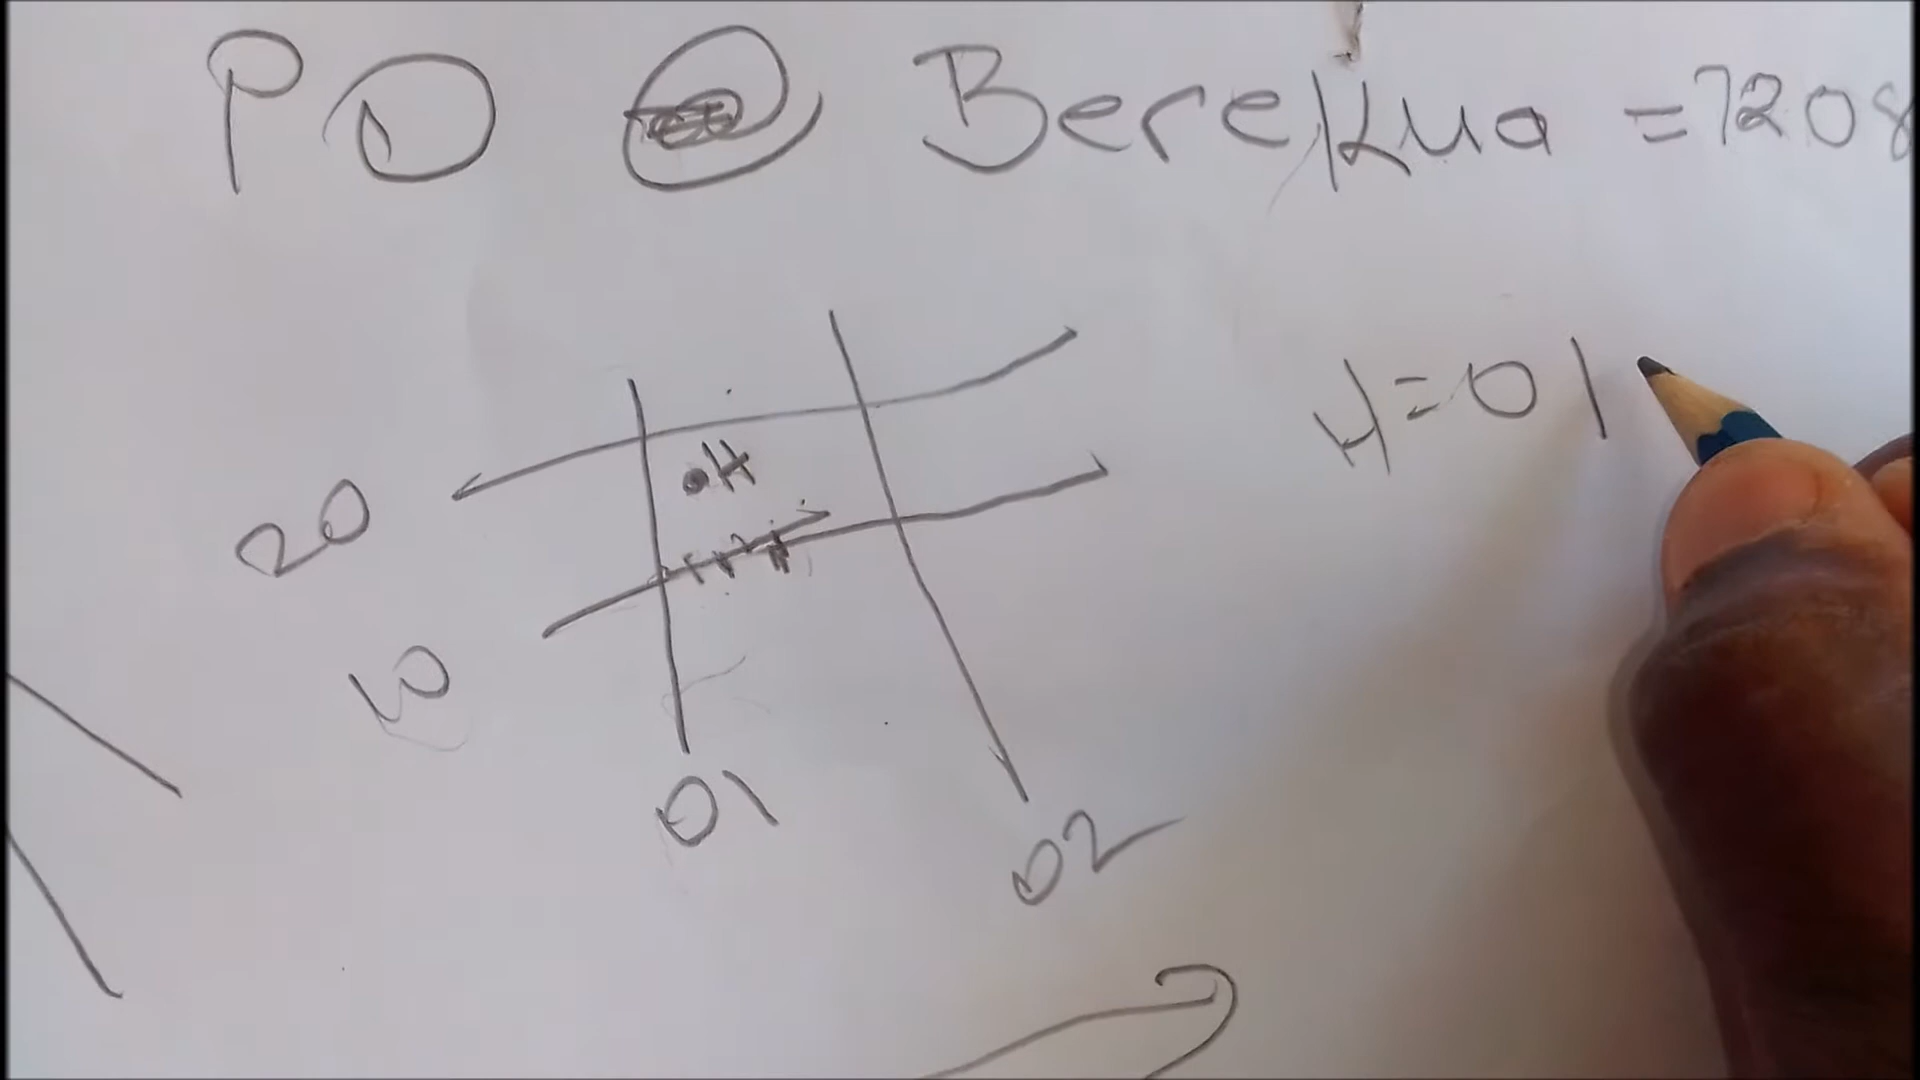 PO @ Berekua = 7208
H = 01
20
•H
10
01
02